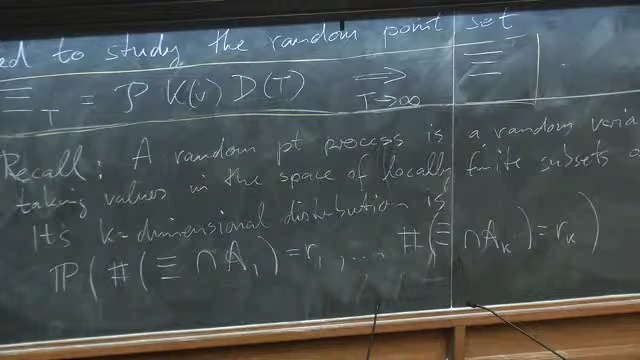 ed to study the random point set
Ξ_T = P K(v) D(T) ⟹_{T→∞} Ξ
Recall: A random pt process is a random varia
taking values in the space of locally finite subsets o
Its k-dimensional distribution is
ℙ(#(Ξ ∩ A_1) = r_1, ..., #(Ξ ∩ A_k) = r_k)